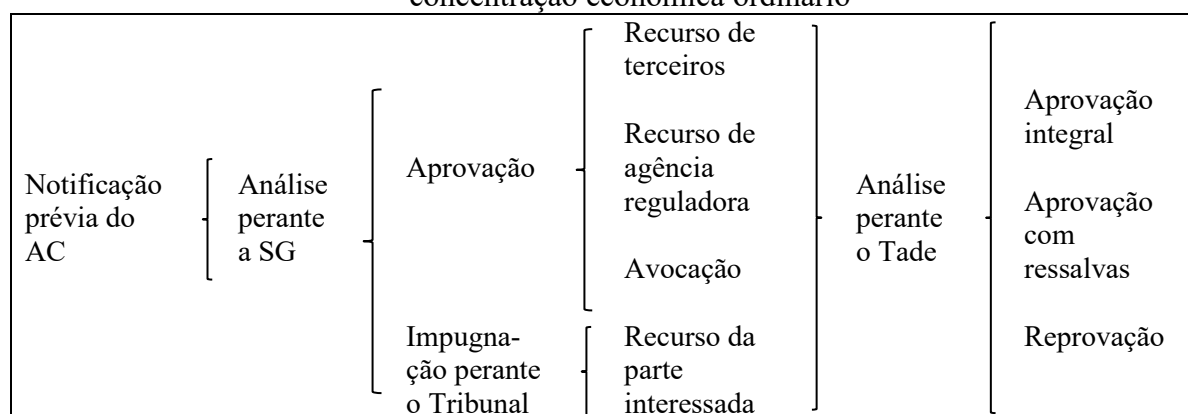 concentração econômica ordinário
Notificação
prévia do
AC
Análise
perante
a SG
Aprovação
Impugna-
ção perante
o Tribunal
Recurso de
terceiros
Recurso de
agência
reguladora
Avocação
Recurso da
parte
interessada
Análise
perante
o Tade
Aprovação
integral
Aprovação
com
ressalvas
Reprovação